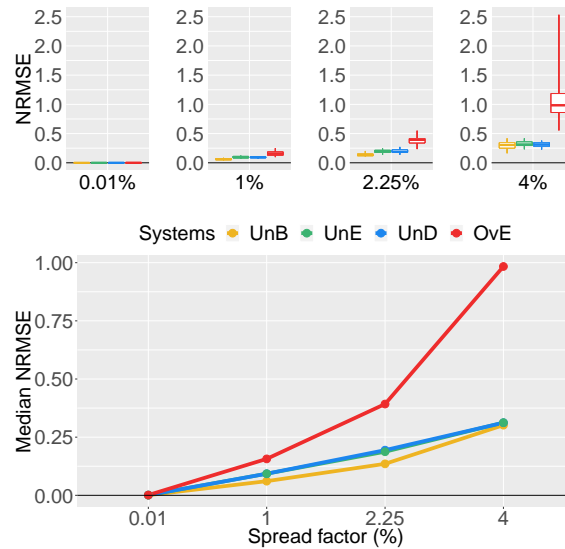 NRMSE
2.5 2.5 2.5 2.5
2.0 2.0 2.0 2.0
1.5 1.5 1.5 1.5
1.0 1.0 1.0 1.0
0.5 0.5 0.5 0.5
0.0 0.0 0.0 0.0
0.01% 1% 2.25% 4%
Systems UnB UnE UnD OvE
Median NRMSE
1.00
0.75
0.50
0.25
0.00
0.01 1 2.25 4
Spread factor (%)